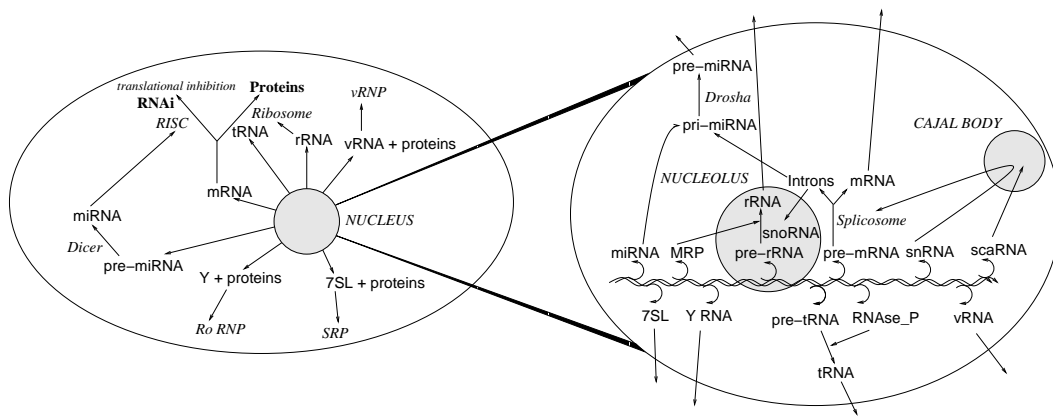 translational inhibition
RNAi
RISC
Proteins
tRNA
Ribosome
rRNA
vRNP
vRNA + proteins
mRNA
NUCLEUS
miRNA
Dicer
pre−miRNA
Y + proteins
7SL + proteins
Ro RNP
SRP
pre−miRNA
Drosha
pri−miRNA
CAJAL BODY
NUCLEOLUS
Introns
mRNA
rRNA
snoRNA
Splicosome
miRNA
MRP
pre−rRNA
pre−mRNA
snRNA
scaRNA
7SL
Y RNA
pre−tRNA
RNAse_P
vRNA
tRNA